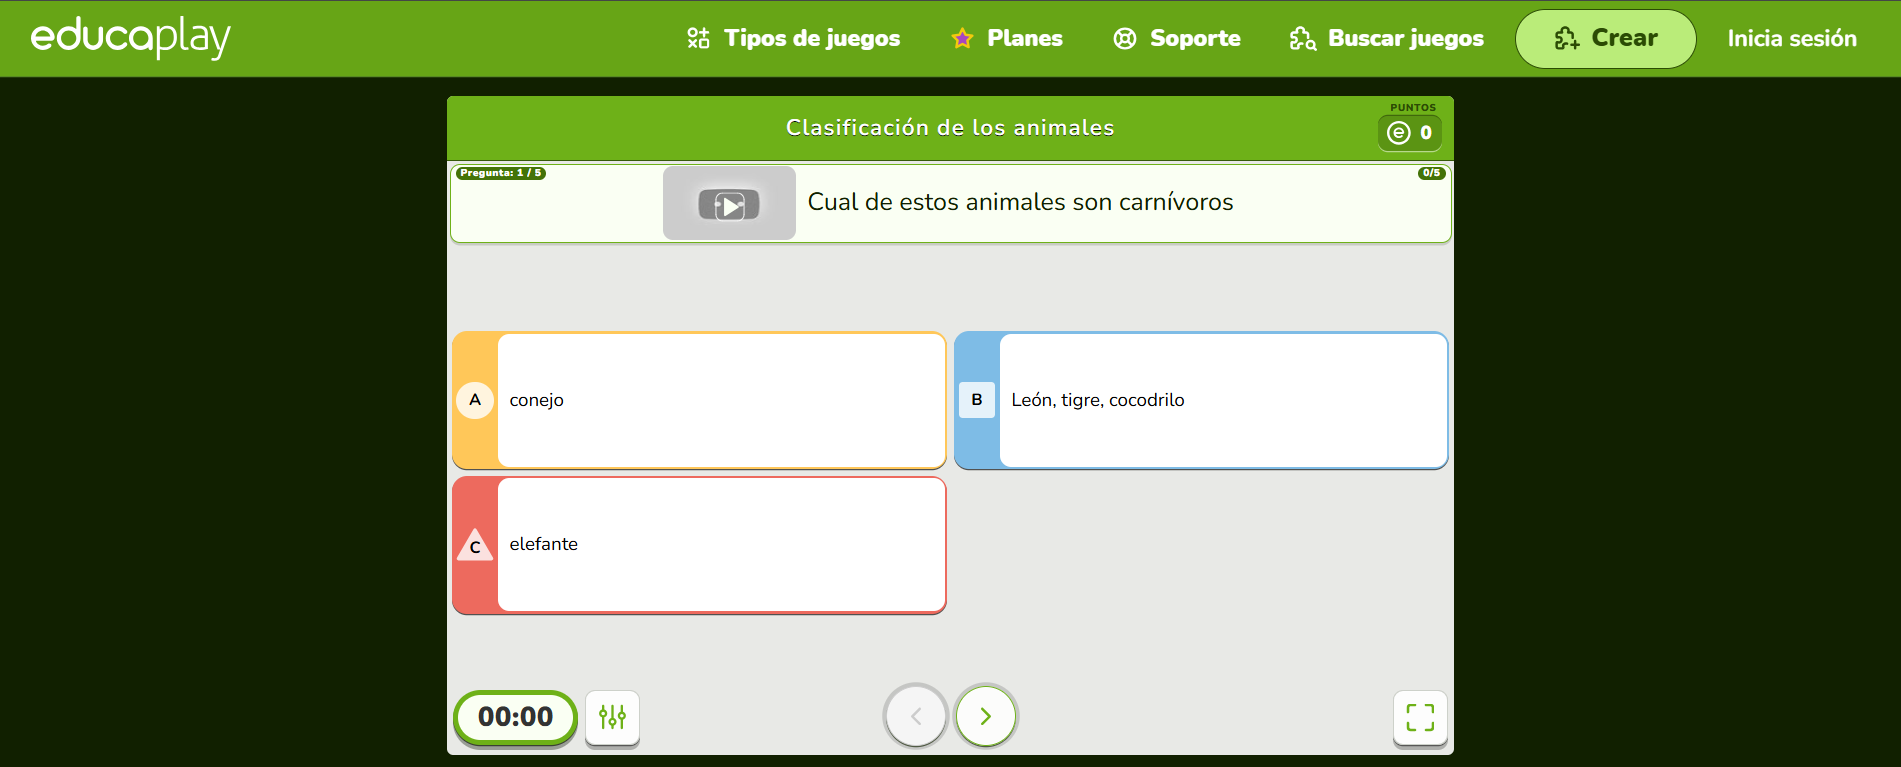 educaplay
Tipos de juegos
Planes
Soporte
Buscar juegos
Crear
Inicia sesión
Clasificación de los animales
PUNTOS
e 0
Pregunta: 1 / 5
0/5
Cual de estos animales son carnívoros
A
conejo
B
León, tigre, cocodrilo
C
elefante
00:00